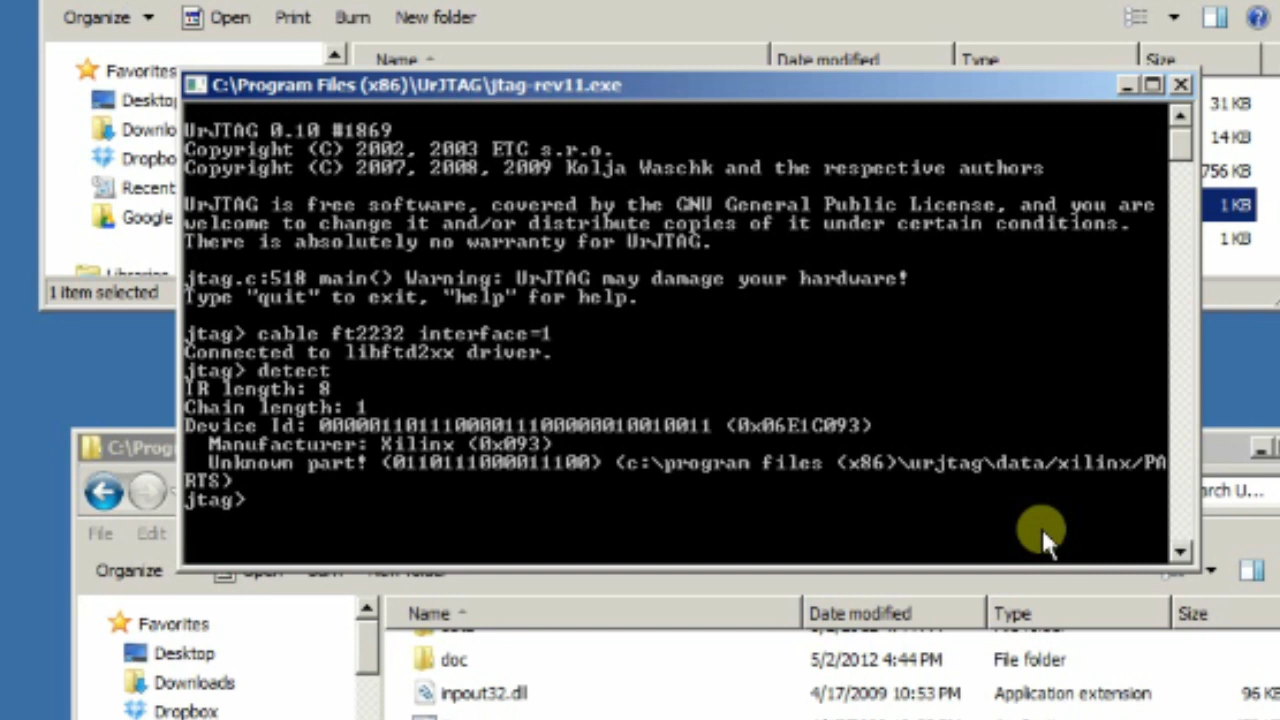 Organize Open Print Burn New folder
Name Date modified Type Size
Favorites
C:\Program Files (x86)\UrJTAG\jtag-rev11.exe
Deskto
31 KB
Downlo
14 KB
Dropbo
756 KB
Recent
1 KB
Google
1 KB
1 item selected
UrJTAG 0.10 #1869
Copyright (C) 2002, 2003 ETC s.r.o.
Copyright (C) 2007, 2008, 2009 Kolja Waschk and the respective authors
UrJTAG is free software, covered by the GNU General Public License, and you are
welcome to change it and/or distribute copies of it under certain conditions.
There is absolutely no warranty for UrJTAG.
jtag.c:518 main() Warning: UrJTAG may damage your hardware!
Type "quit" to exit, "help" for help.
jtag> cable ft2232 interface=1
Connected to libftd2xx driver.
jtag> detect
IR length: 8
Chain length: 1
Device Id: 00000110111000011100000010010011 (0x06E1C093)
Manufacturer: Xilinx (0x093)
Unknown part! (0110111000011100) (c:\program files (x86)\urjtag\data/xilinx/PA
RTS)
jtag>
C:\Prog
arch U...
File Edit
Organize
Name Date modified Type Size
Favorites
Desktop
doc 5/2/2012 4:44 PM File folder
Downloads
inpout32.dll 4/17/2009 10:53 PM Application extension 96 KB
Dropbox